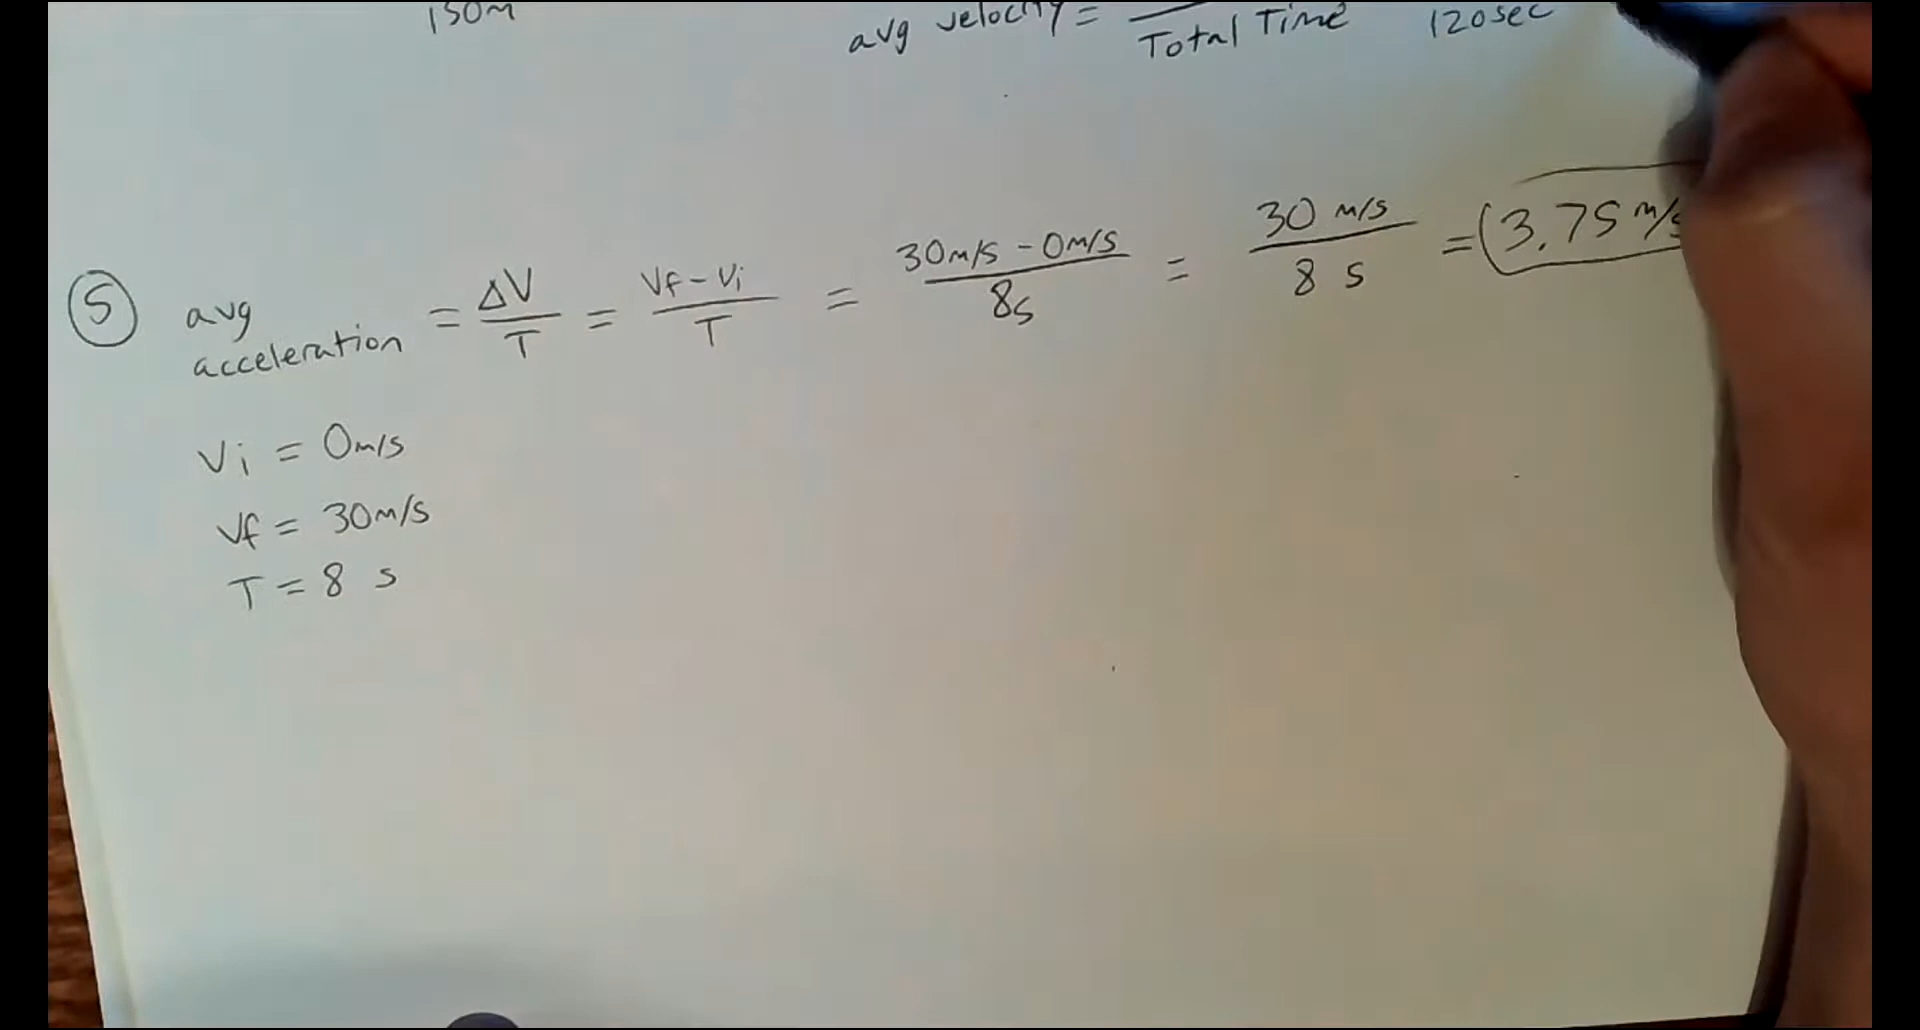 150m
avg velocity = ——— Total Time 120sec
⑤ avg acceleration = ΔV/T = Vf-Vi/T = 30m/s - 0m/s/8s = 30 m/s/8 s = 3.75 m/s
Vi = 0m/s
Vf = 30m/s
T = 8 s